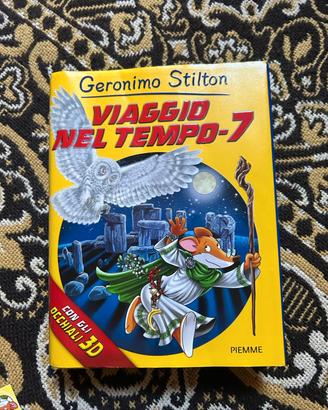 Geronimo Stilton
VIAGGIO
NEL TEMPO-7
CON GLI
OCCHIALI 3D
PIEMME